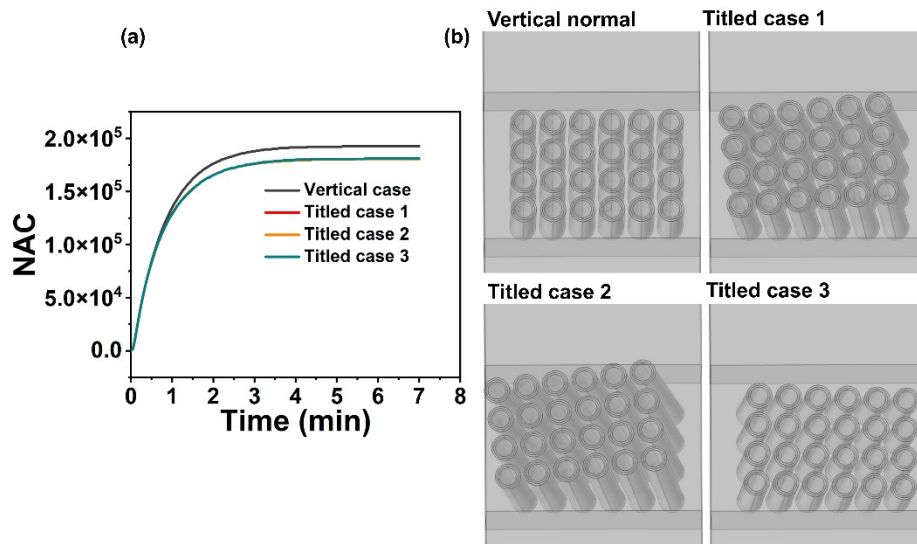 (a)
(b)
Vertical normal
Titled case 1
2.0×10⁵
1.5×10⁵
1.0×10⁵
5.0×10⁴
0.0
NAC
Vertical case
Titled case 1
Titled case 2
Titled case 3
0 1 2 3 4 5 6 7 8
Time (min)
Titled case 2
Titled case 3